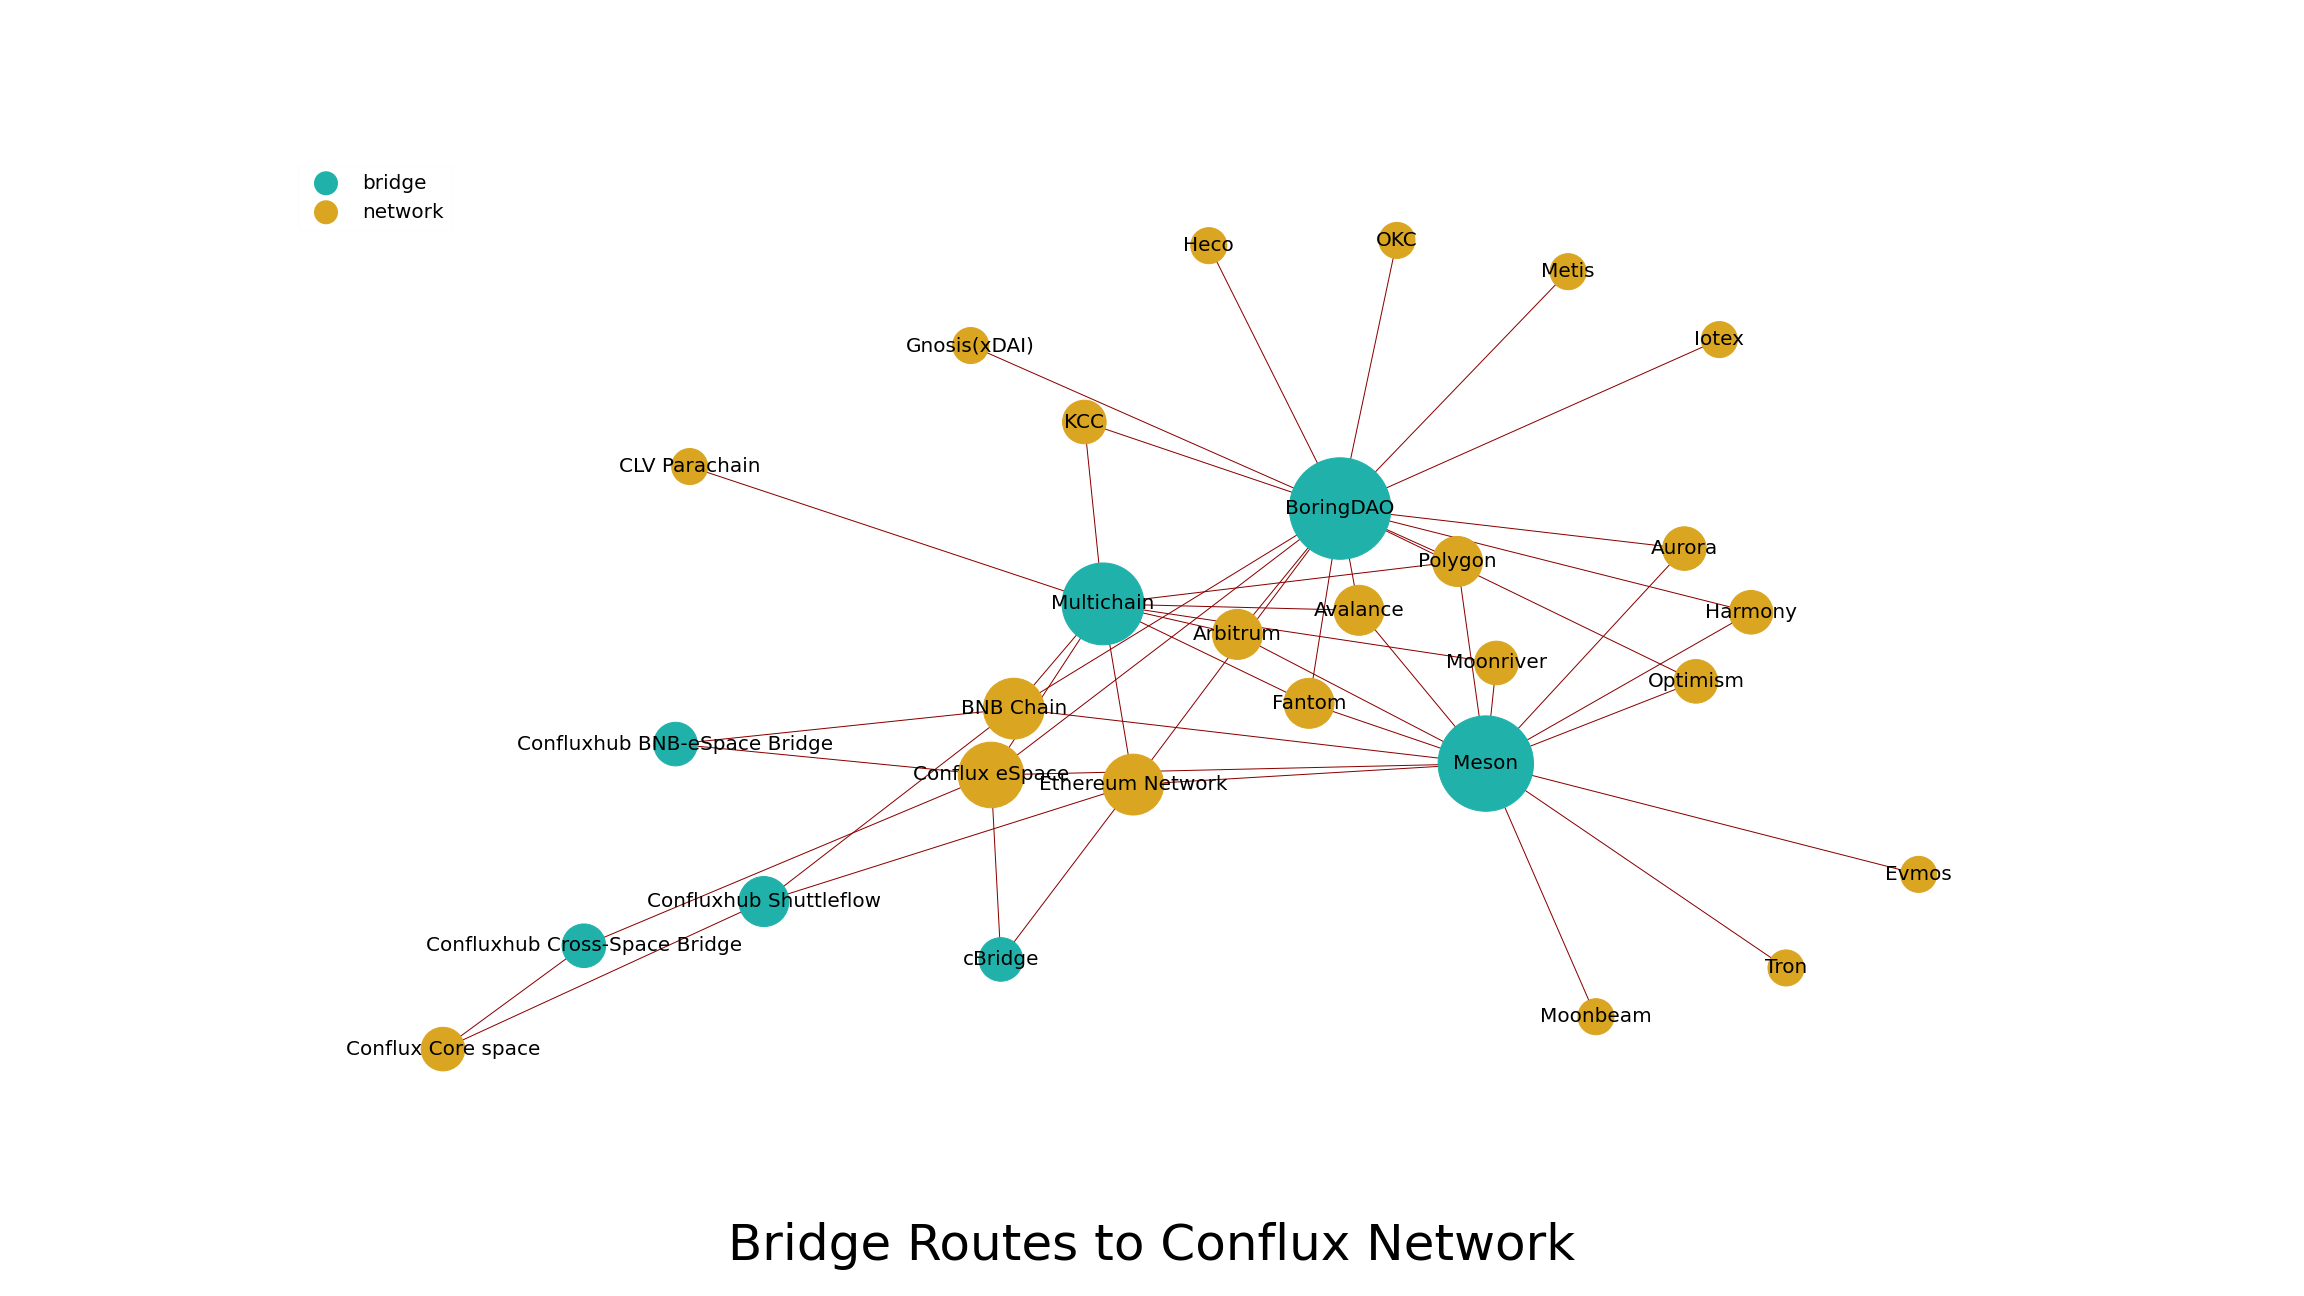 bridge
network
Heco
OKC
Metis
Iotex
Gnosis(xDAI)
KCC
CLV Parachain
BoringDAO
Aurora
Polygon
Multichain
Avalance
Harmony
Arbitrum
Moonriver
Optimism
BNB Chain
Fantom
Confluxhub BNB-eSpace Bridge
Meson
Conflux eSpace
Ethereum Network
Evmos
Confluxhub Shuttleflow
Confluxhub Cross-Space Bridge
cBridge
Tron
Moonbeam
Conflux Core space
Bridge Routes to Conflux Network